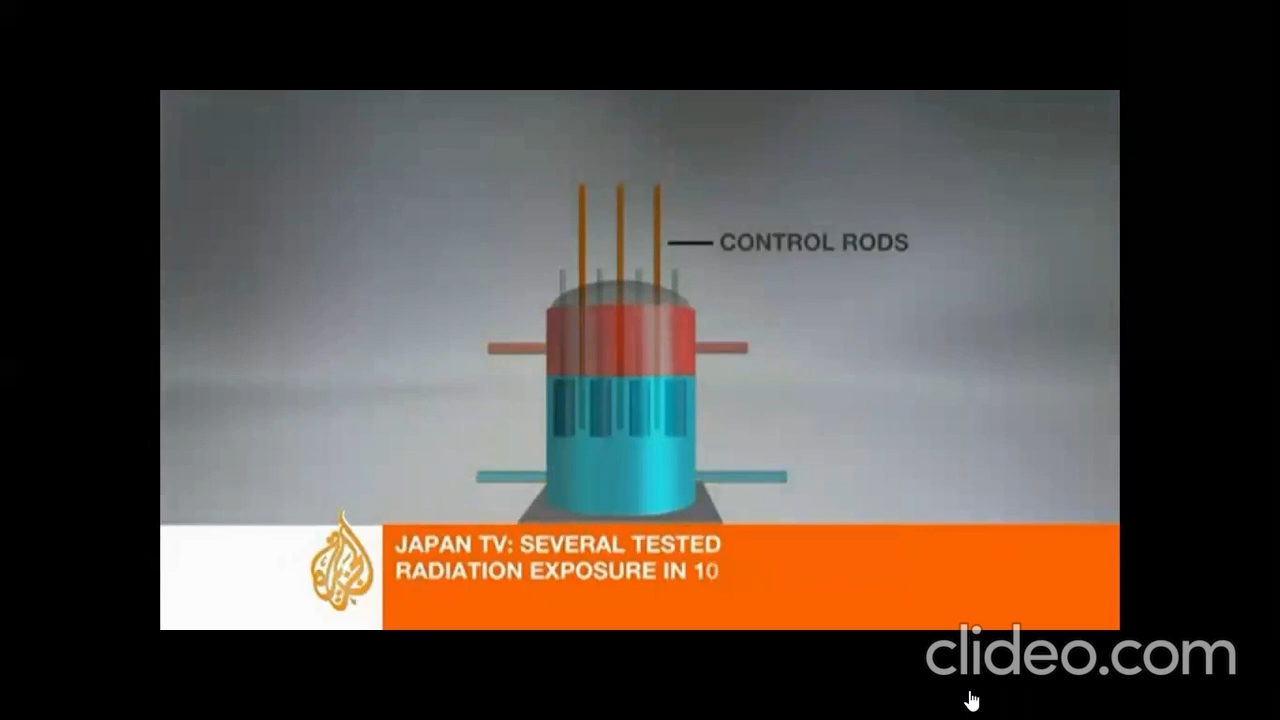 CONTROL RODS
JAPAN TV: SEVERAL TESTED
RADIATION EXPOSURE IN 10
clideo.com